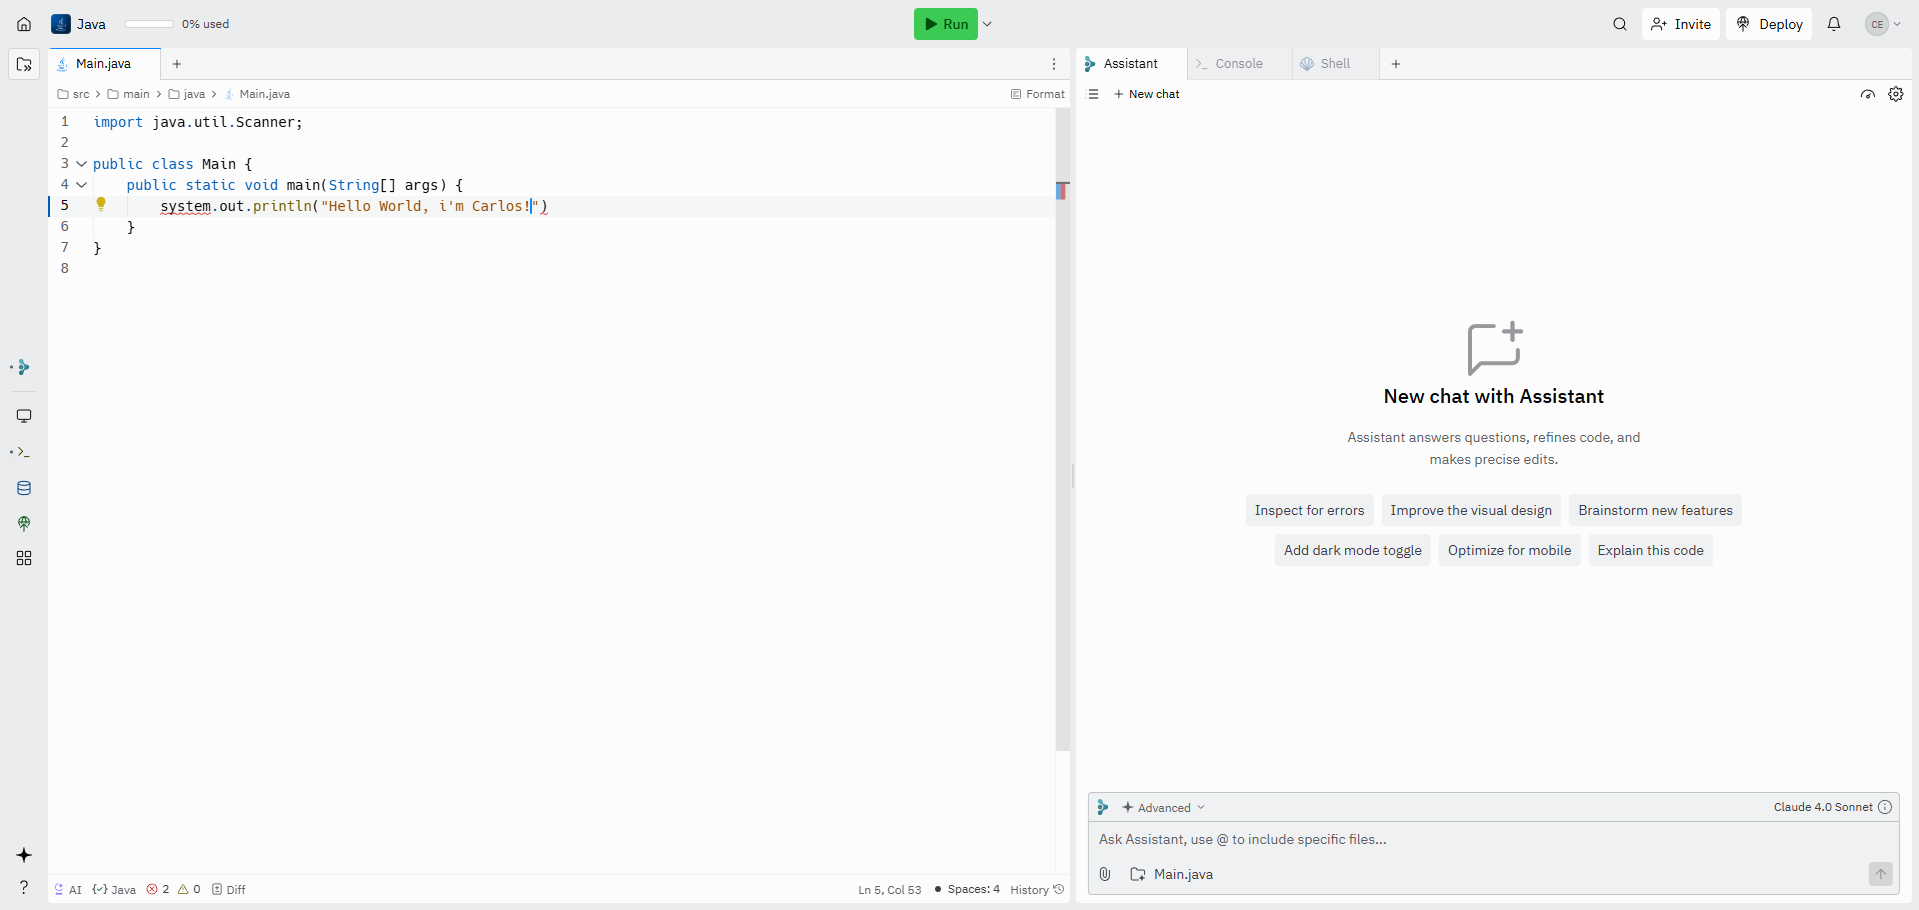 Java 0% used Run Invite Deploy CE
Main.java
Assistant Console Shell
src main java Main.java Format
New chat
1 import java.util.Scanner;
2
3 public class Main {
4 public static void main(String[] args) {
5 system.out.println("Hello World, i'm Carlos!")
6 }
7 }
8
New chat with Assistant
Assistant answers questions, refines code, and
makes precise edits.
Inspect for errors Improve the visual design Brainstorm new features
Add dark mode toggle Optimize for mobile Explain this code
Advanced Claude 4.0 Sonnet
Ask Assistant, use @ to include specific files...
Main.java
AI Java 2 0 Diff Ln 5, Col 53 Spaces: 4 History